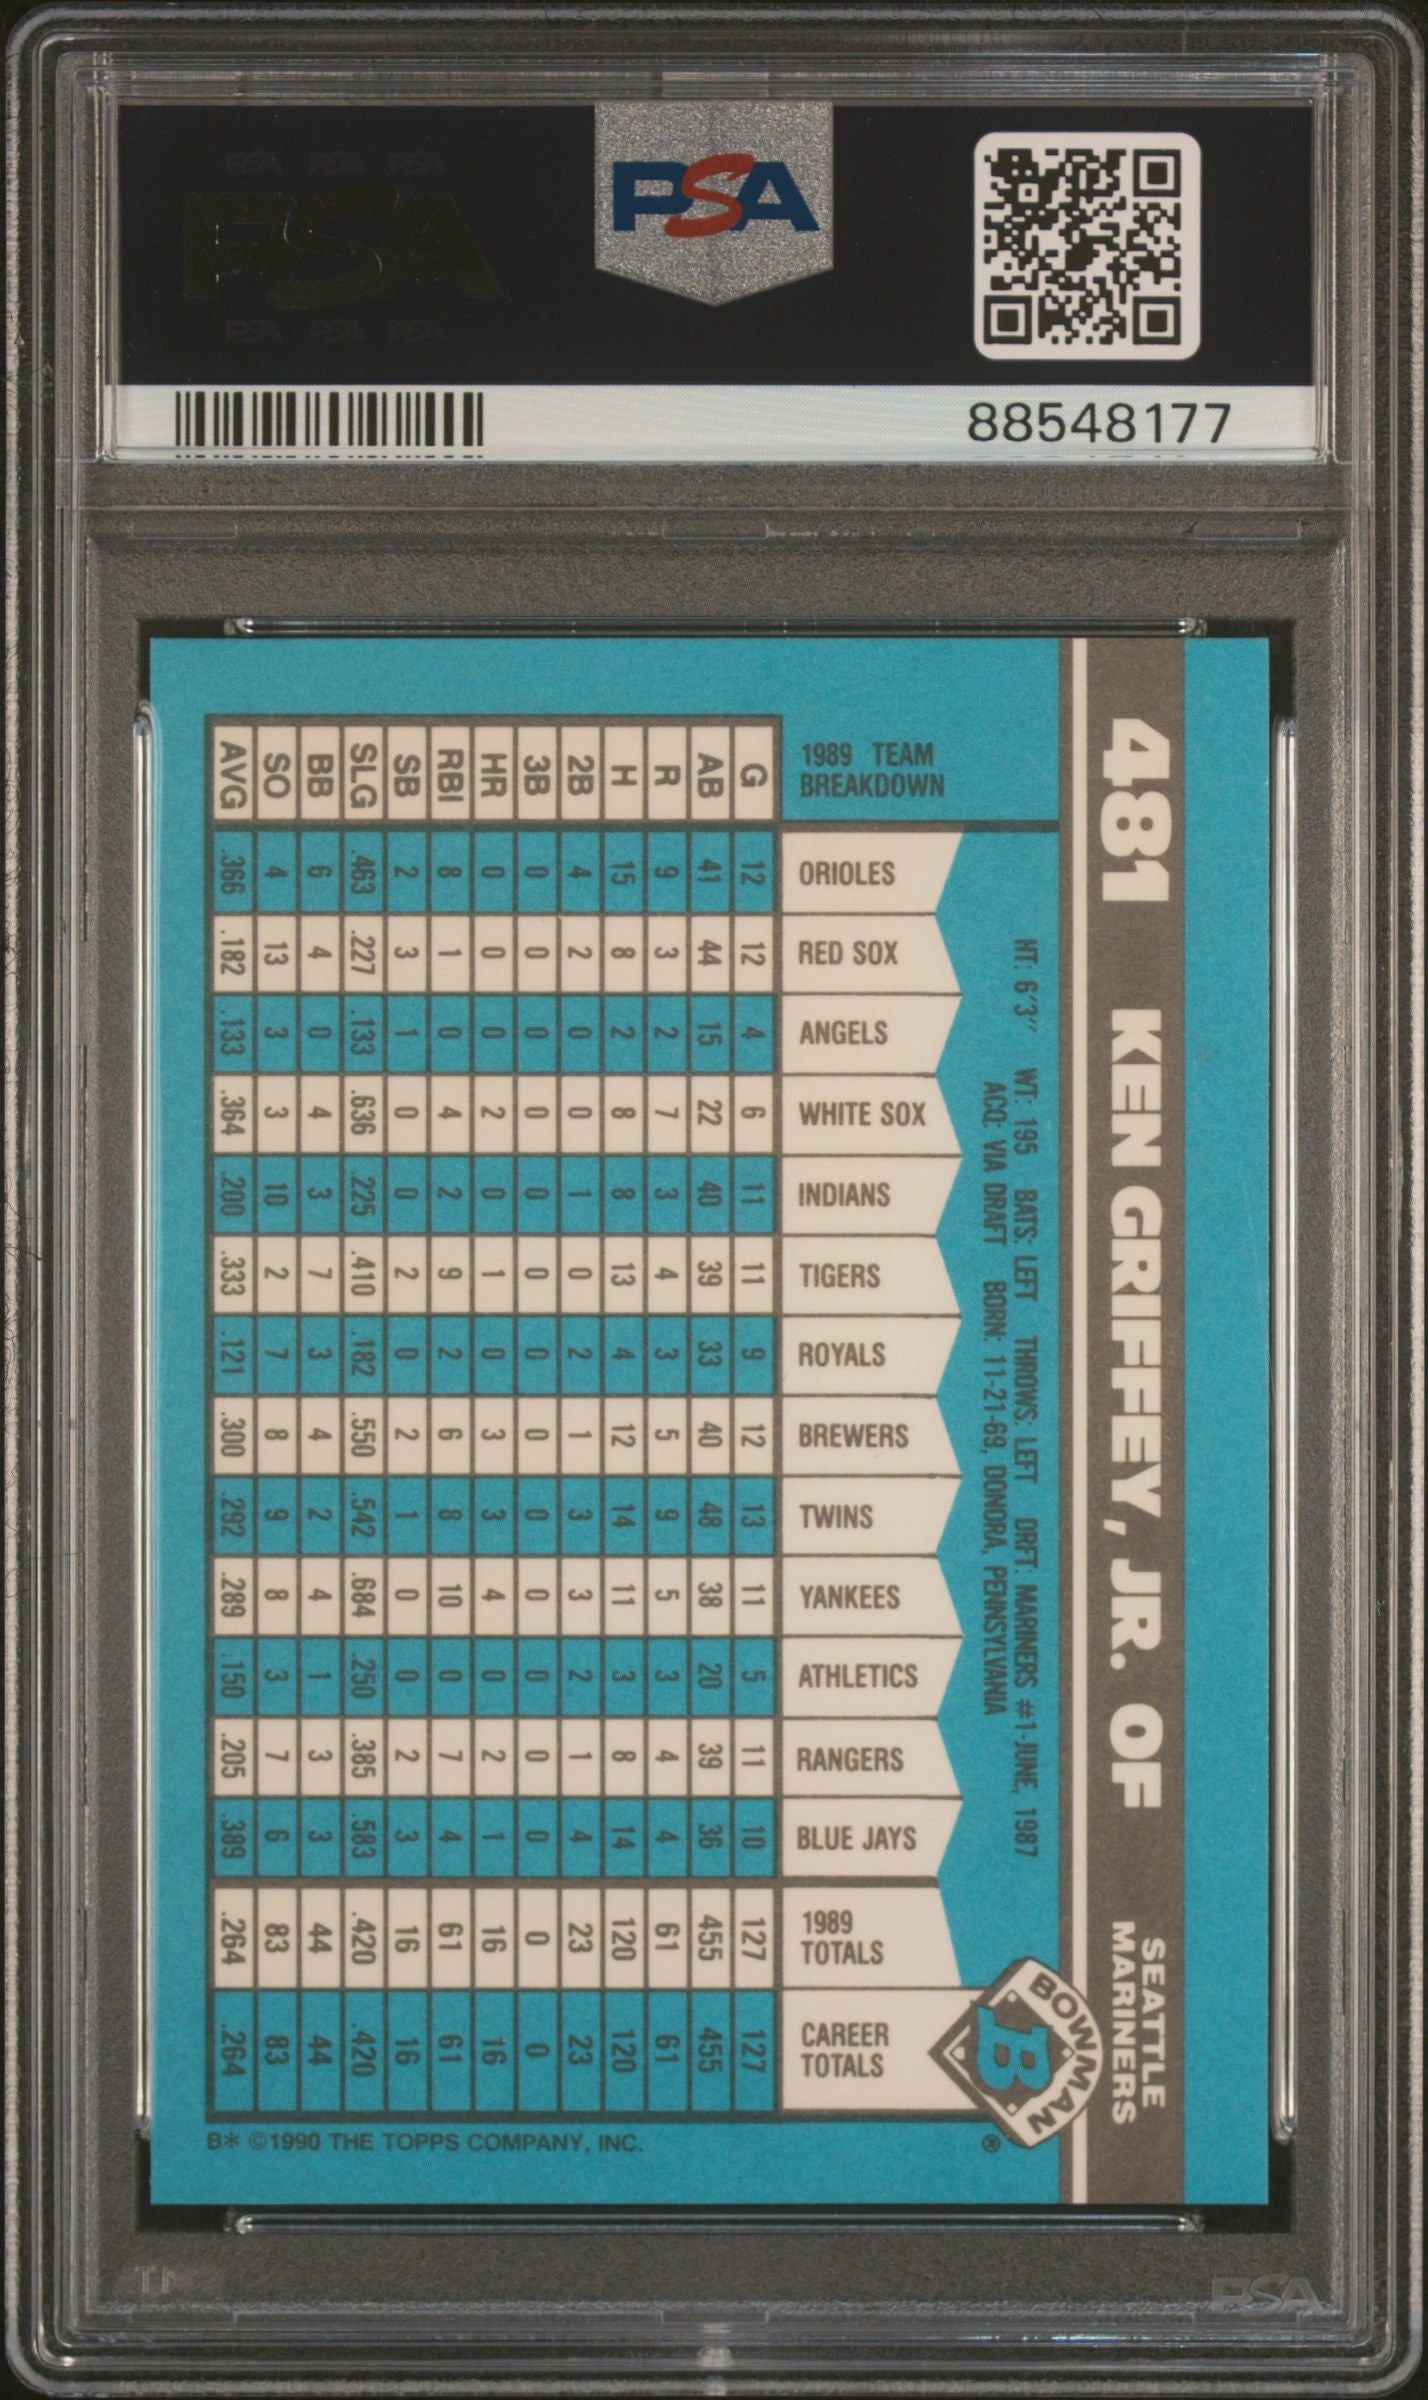 PSA PSA PSA
PSA
PSA PSA PSA
PSA
88548177
481 KEN GRIFFEY, JR. OF SEATTLE MARINERS
HT: 6'3" WT: 195 BATS: LEFT THROWS: LEFT DRFT: MARINERS #1-JUNE, 1987
ACQ: VIA DRAFT BORN: 11-21-69, DONORA, PENNSYLVANIA
BOWMAN
B
®
1989 TEAM BREAKDOWN G AB R H 2B 3B HR RBI SB SLG BB SO AVG
ORIOLES 12 41 9 15 4 0 0 8 2 .463 6 4 .366
RED SOX 12 44 3 8 2 0 0 1 3 .227 4 13 .182
ANGELS 4 15 2 2 0 0 0 0 1 .133 0 3 .133
WHITE SOX 6 22 7 8 0 0 2 4 0 .636 4 3 .364
INDIANS 11 40 3 8 1 0 0 2 0 .225 3 10 .200
TIGERS 11 39 4 13 0 0 1 9 2 .410 7 2 .333
ROYALS 9 33 3 4 2 0 0 2 0 .182 3 7 .121
BREWERS 12 40 5 12 1 0 3 6 2 .550 4 8 .300
TWINS 13 48 9 14 3 0 3 8 1 .542 2 9 .292
YANKEES 11 38 5 11 3 0 4 10 0 .684 4 8 .289
ATHLETICS 5 20 3 3 2 0 0 0 0 .250 1 3 .150
RANGERS 11 39 4 8 1 0 2 7 2 .385 3 7 .205
BLUE JAYS 10 36 4 14 4 0 1 4 3 .583 3 6 .389
1989 TOTALS 127 455 61 120 23 0 16 61 16 .420 44 83 .264
CAREER TOTALS 127 455 61 120 23 0 16 61 16 .420 44 83 .264
B* ©1990 THE TOPPS COMPANY, INC.
PSA